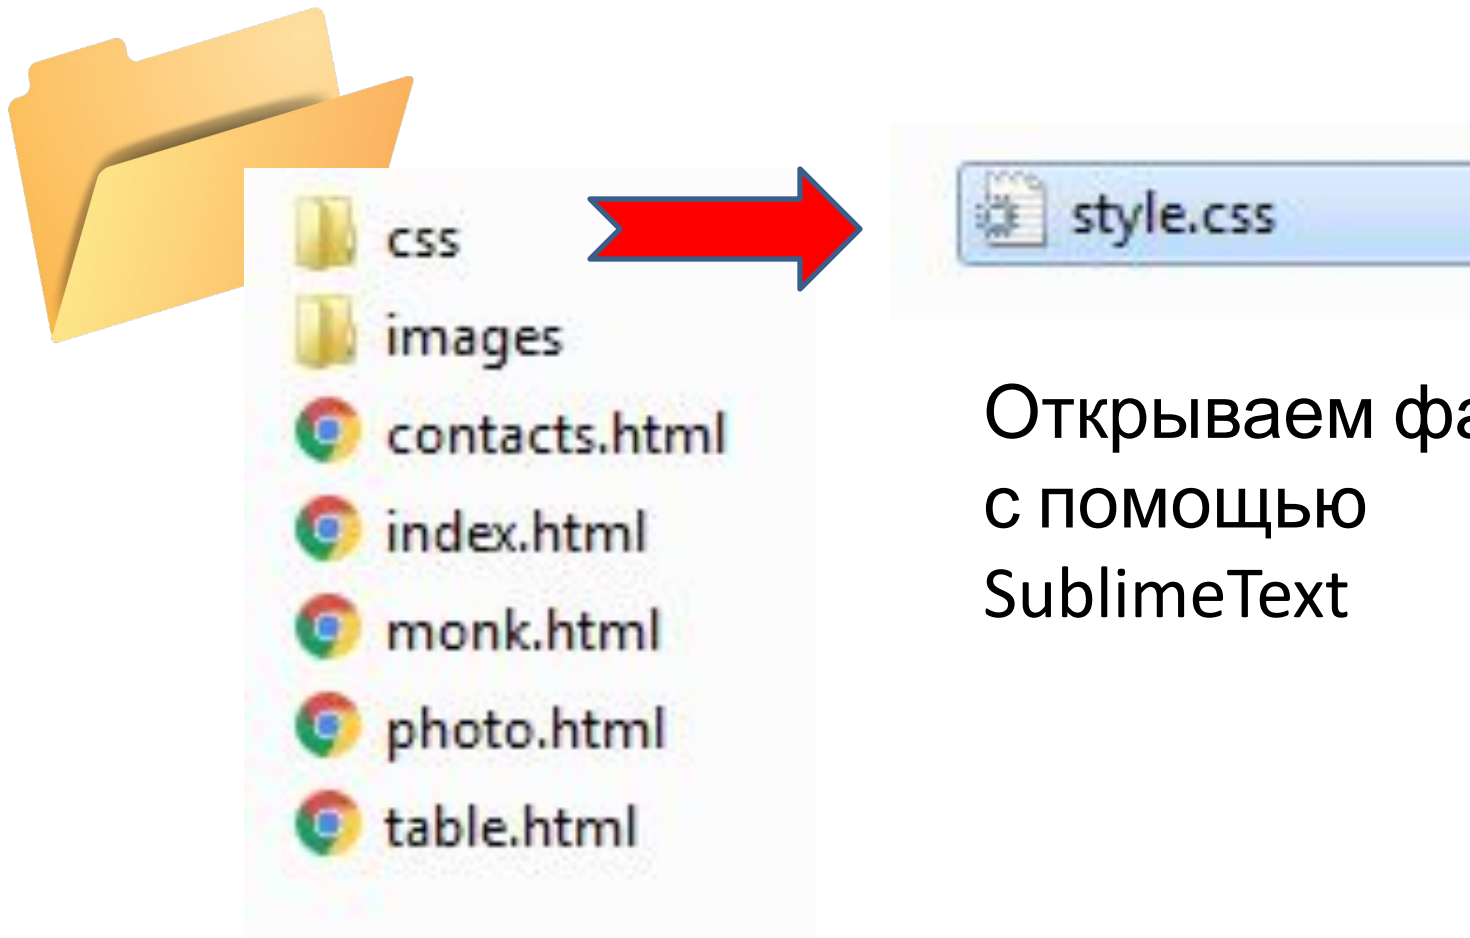 css
images
contacts.html
index.html
monk.html
photo.html
table.html
style.css
Открываем
с помощью
SublimeText